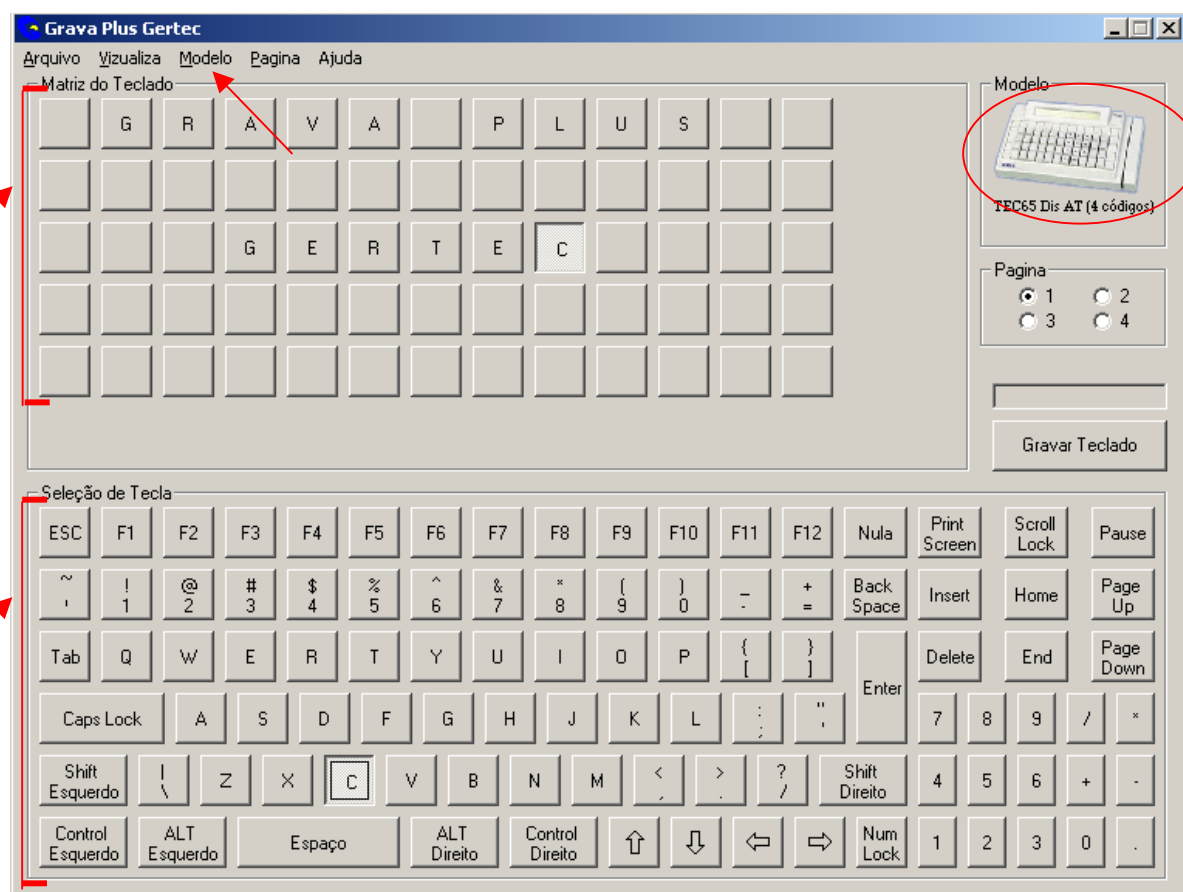 Grava Plus Gertec
Arquivo Vizualiza Modelo Pagina Ajuda
Matriz do Teclado
G R A V A P L U S
G E R T E C
Modelo
TEC65 Dis AT (4 códigos)
Pagina
1 2
3 4
Gravar Teclado
Seleção de Tecla
ESC F1 F2 F3 F4 F5 F6 F7 F8 F9 F10 F11 F12 Nula Print Screen Scroll Lock Pause
~ ! @ # $ % ^ & * ( ) _ +
' 1 2 3 4 5 6 7 8 9 0 - = Back Space Insert Home Page Up
Tab Q W E R T Y U I O P { [ } ] Enter Delete End Page Down
Caps Lock A S D F G H J K L : ; " ' 7 8 9 / *
Shift Esquerdo | \ Z X C V B N M < , > . ? / Shift Direito 4 5 6 + -
Control Esquerdo ALT Esquerdo Espaço ALT Direito Control Direito ⇧ ⇩ ⇦ ⇨ Num Lock 1 2 3 0 .